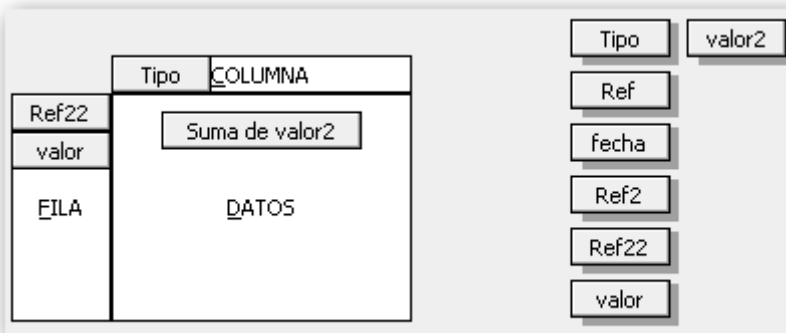 Tipo COLUMNA
Ref22
valor
FILA
Suma de valor2
DATOS
Tipo valor2
Ref
fecha
Ref2
Ref22
valor